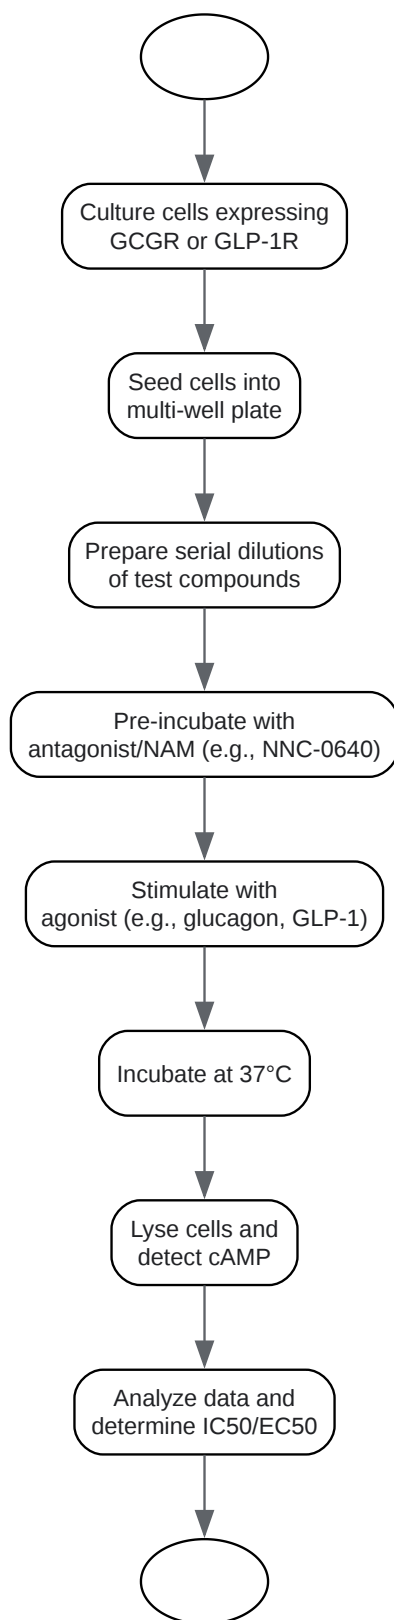 Culture cells expressing
GCGR or GLP-1R
Seed cells into
multi-well plate
Prepare serial dilutions
of test compounds
Pre-incubate with
antagonist/NAM (e.g., NNC-0640)
Stimulate with
agonist (e.g., glucagon, GLP-1)
Incubate at 37°C
Lyse cells and
detect cAMP
Analyze data and
determine IC50/EC50